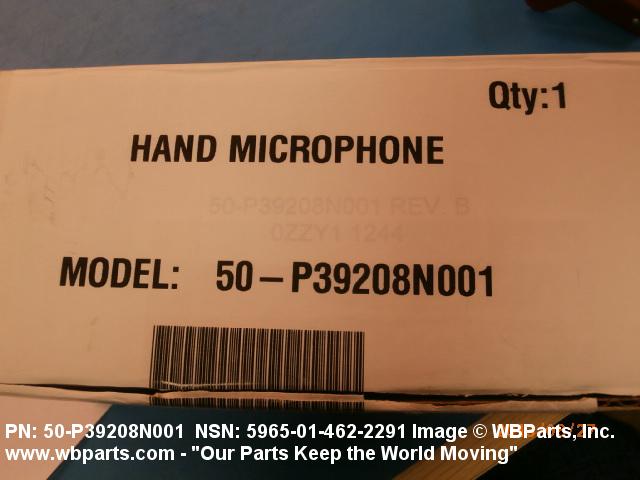 Qty:1
HAND MICROPHONE
50-P39208N001 REV. B
0ZZY1 1244
MODEL: 50-P39208N001
PN: 50-P39208N001 NSN: 5965-01-462-2291 Image © WBParts, Inc.
www.wbparts.com - "Our Parts Keep the World Moving"